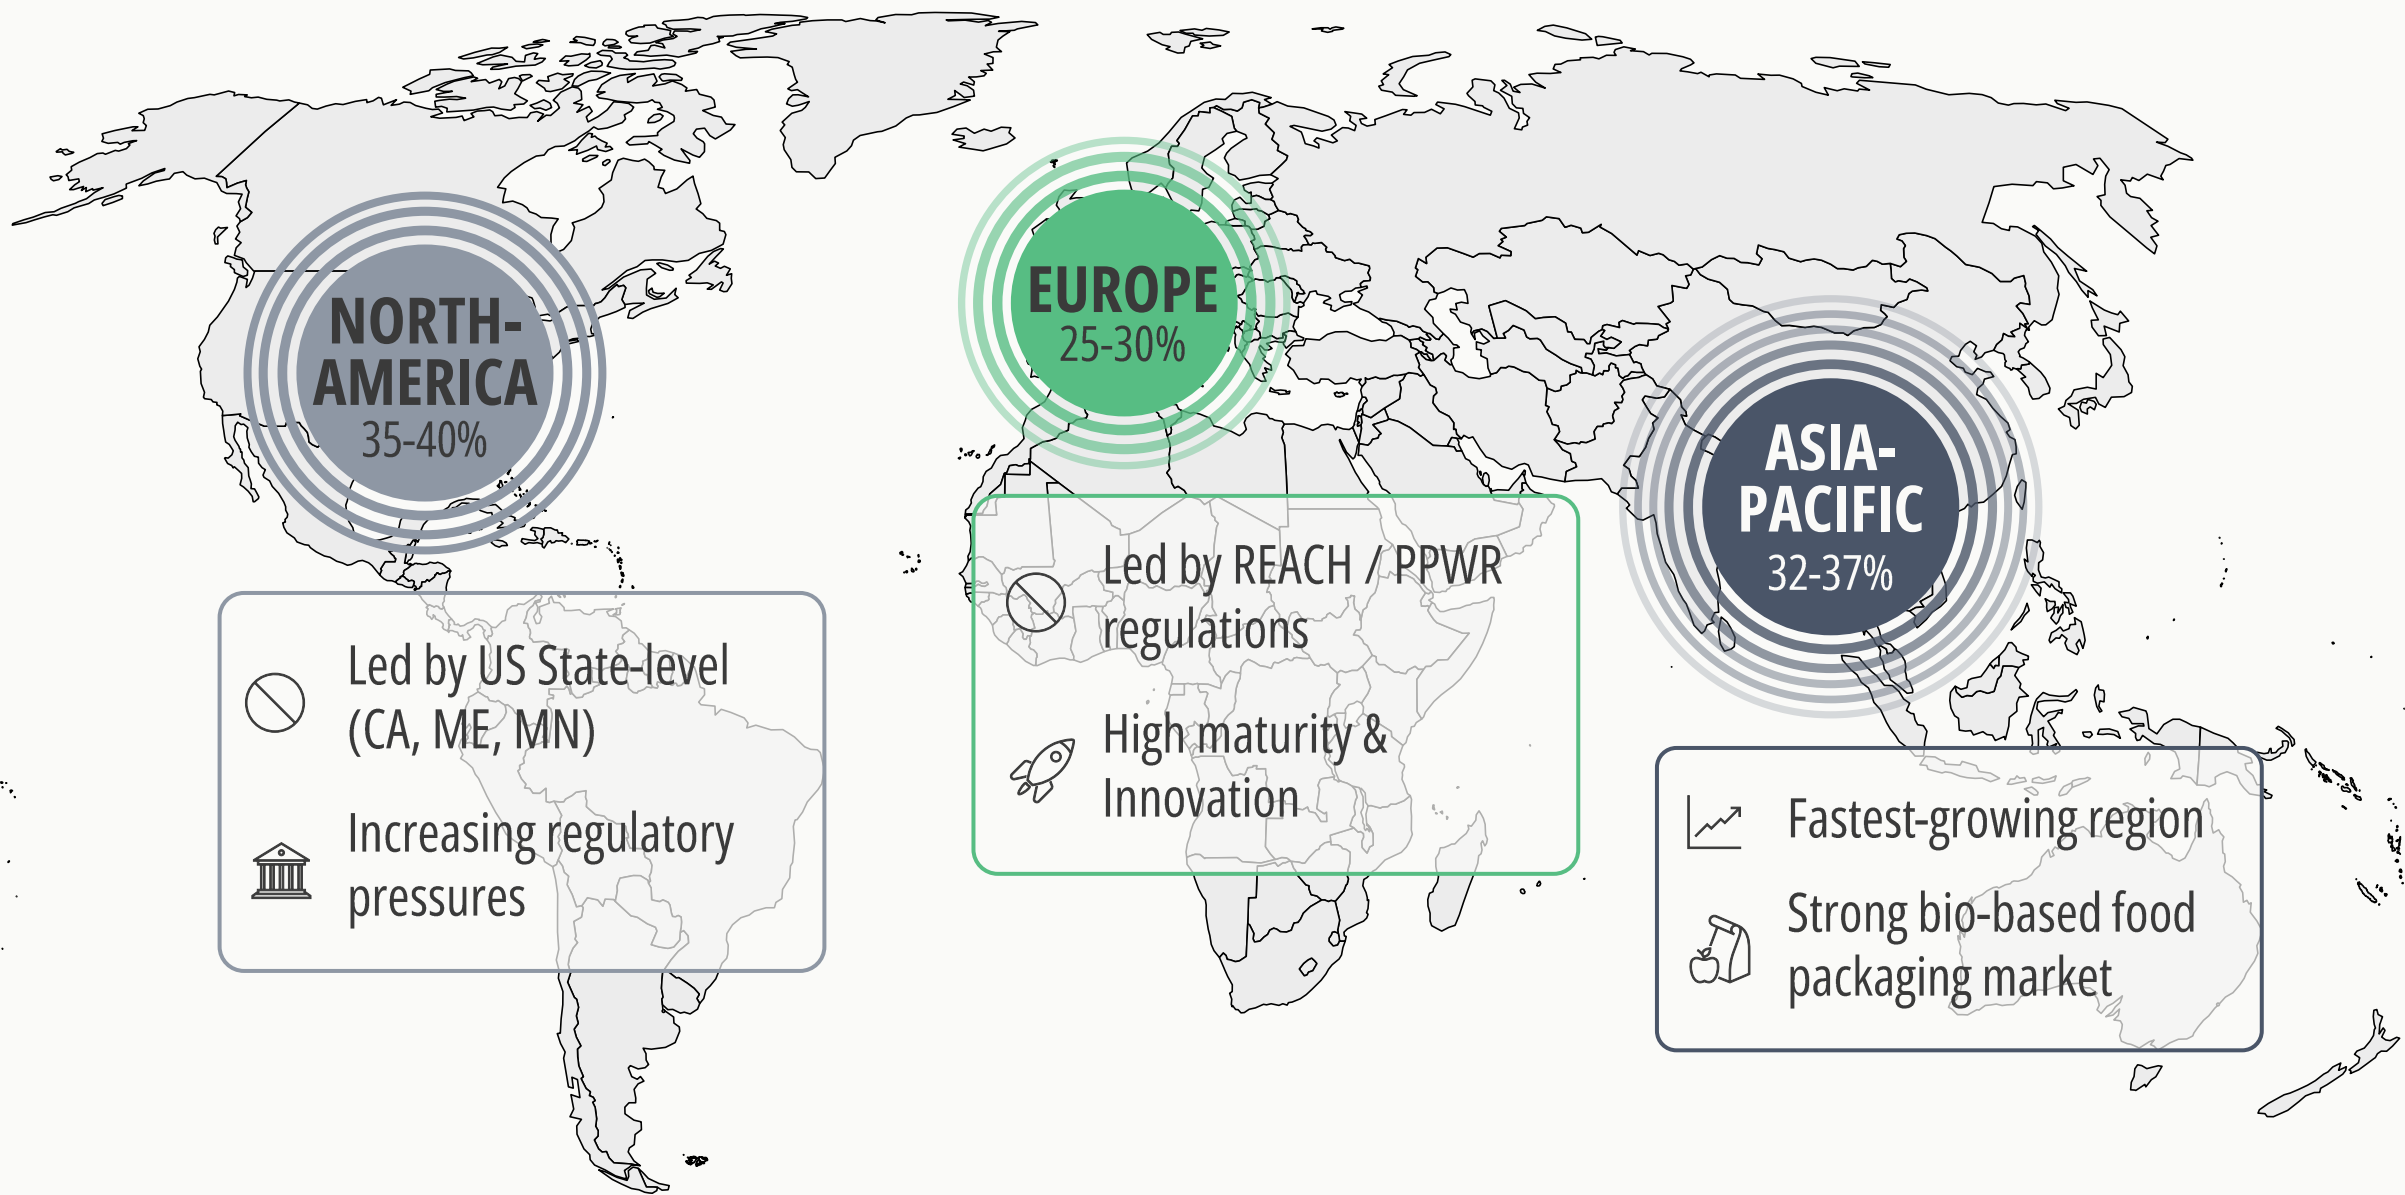 NORTH-
AMERICA
35-40%
Led by US State-level
(CA, ME, MN)
Increasing regulatory
pressures
EUROPE
25-30%
Led by REACH / PPWR
regulations
High maturity &
Innovation
ASIA-
PACIFIC
32-37%
Fastest-growing region
Strong bio-based food
packaging market